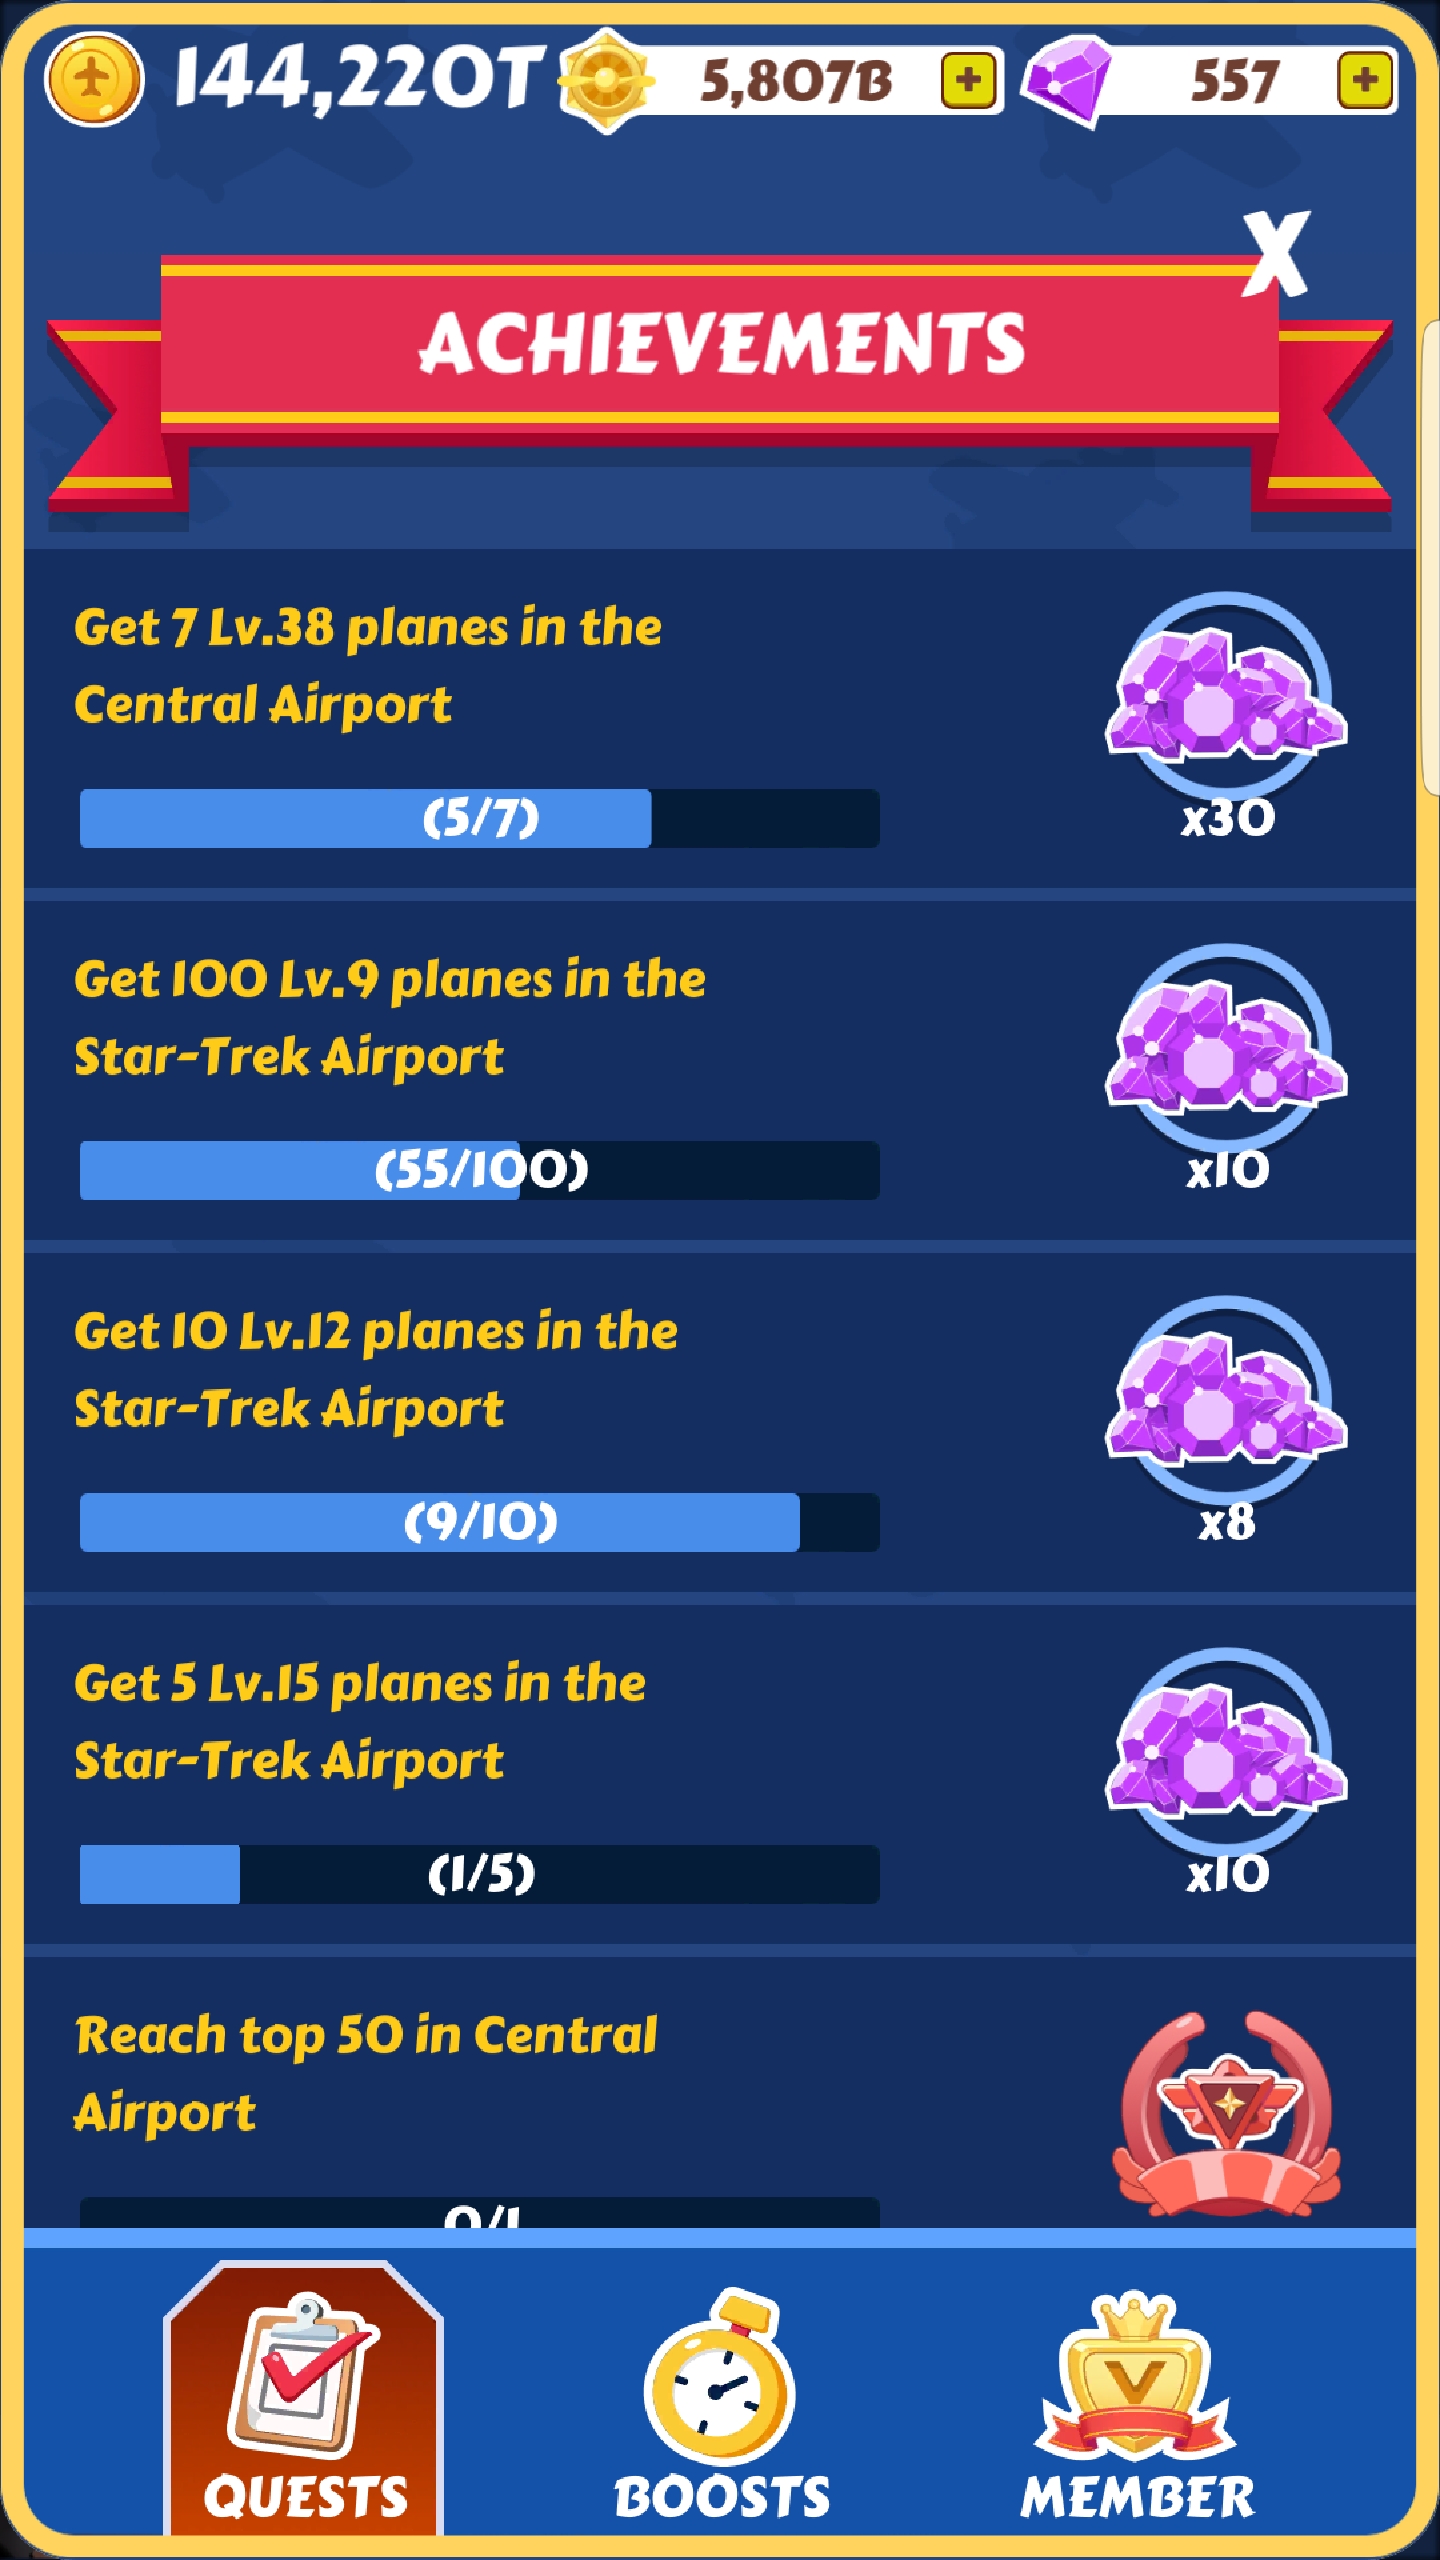 144,220T 5,807B + 557 +
X
ACHIEVEMENTS
Get 7 Lv.38 planes in the
Central Airport
(5/7)
x30
Get 100 Lv.9 planes in the
Star-Trek Airport
(55/100)
x10
Get 10 Lv.12 planes in the
Star-Trek Airport
(9/10)
x8
Get 5 Lv.15 planes in the
Star-Trek Airport
(1/5)
x10
Reach top 50 in Central
Airport
0/1
V
QUESTS BOOSTS MEMBER